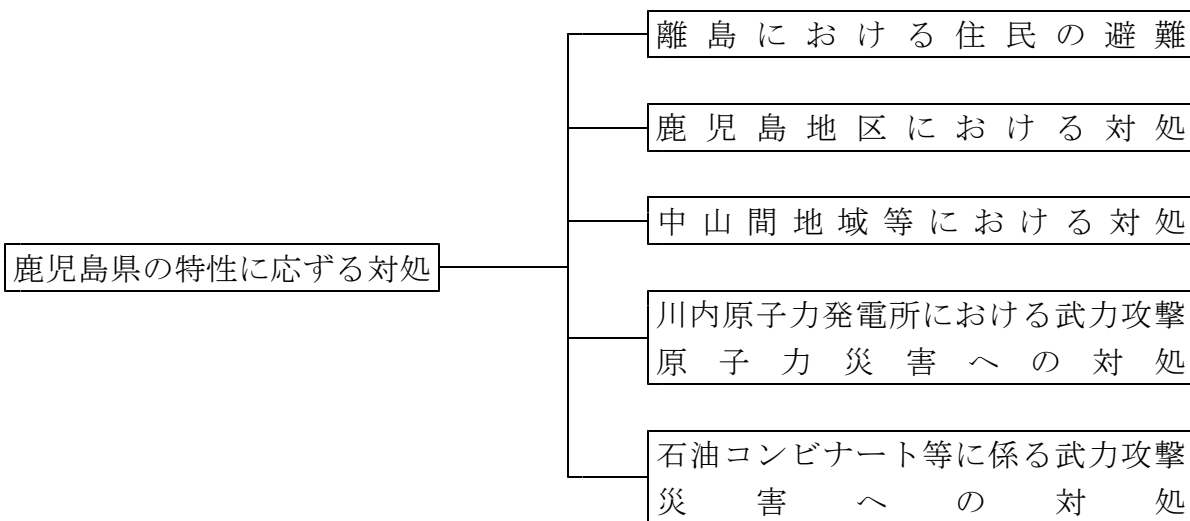 離島における住民の避難
鹿児島地区における対処
中山間地域等における対処
鹿児島県の特性に応ずる対処
川内原子力発電所における武力攻撃
原子力災害への対処
石油コンビナート等に係る武力攻撃
災害への対処